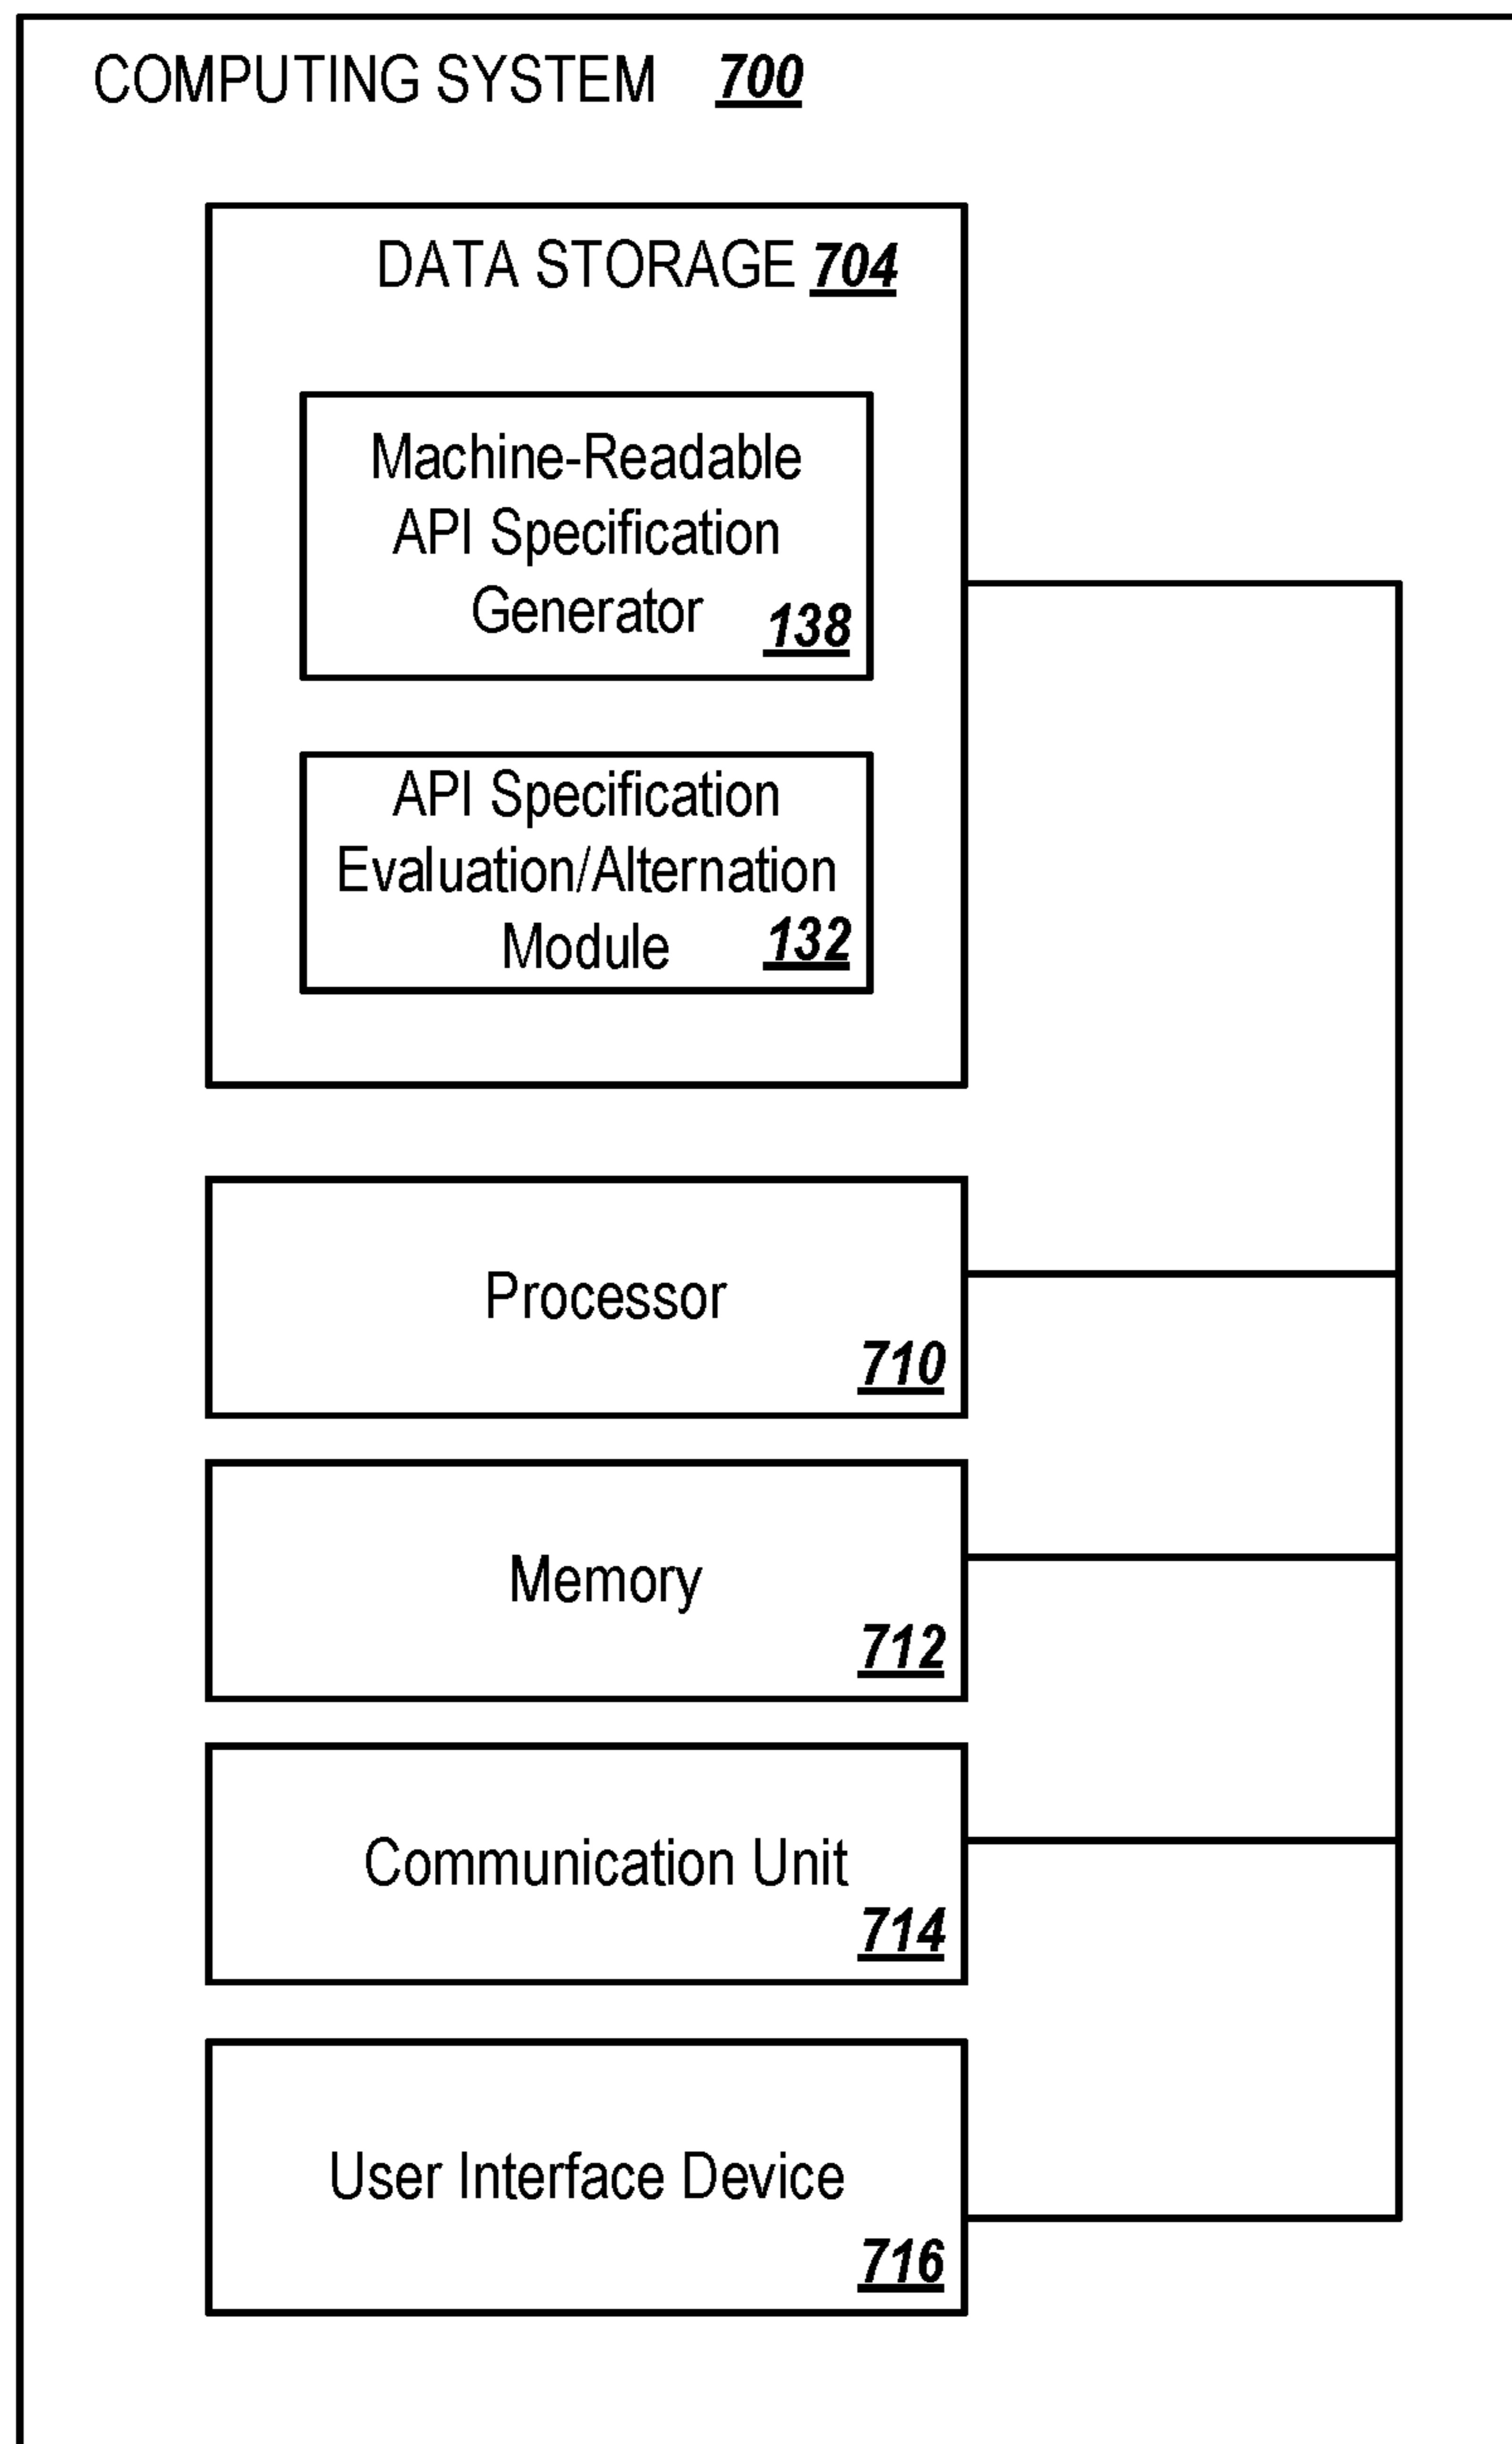 COMPUTING SYSTEM 700
DATA STORAGE 704
Machine-Readable
API Specification
Generator 138
API Specification
Evaluation/Alternation
Module 132
Processor
710
Memory
712
Communication Unit
714
User Interface Device
716